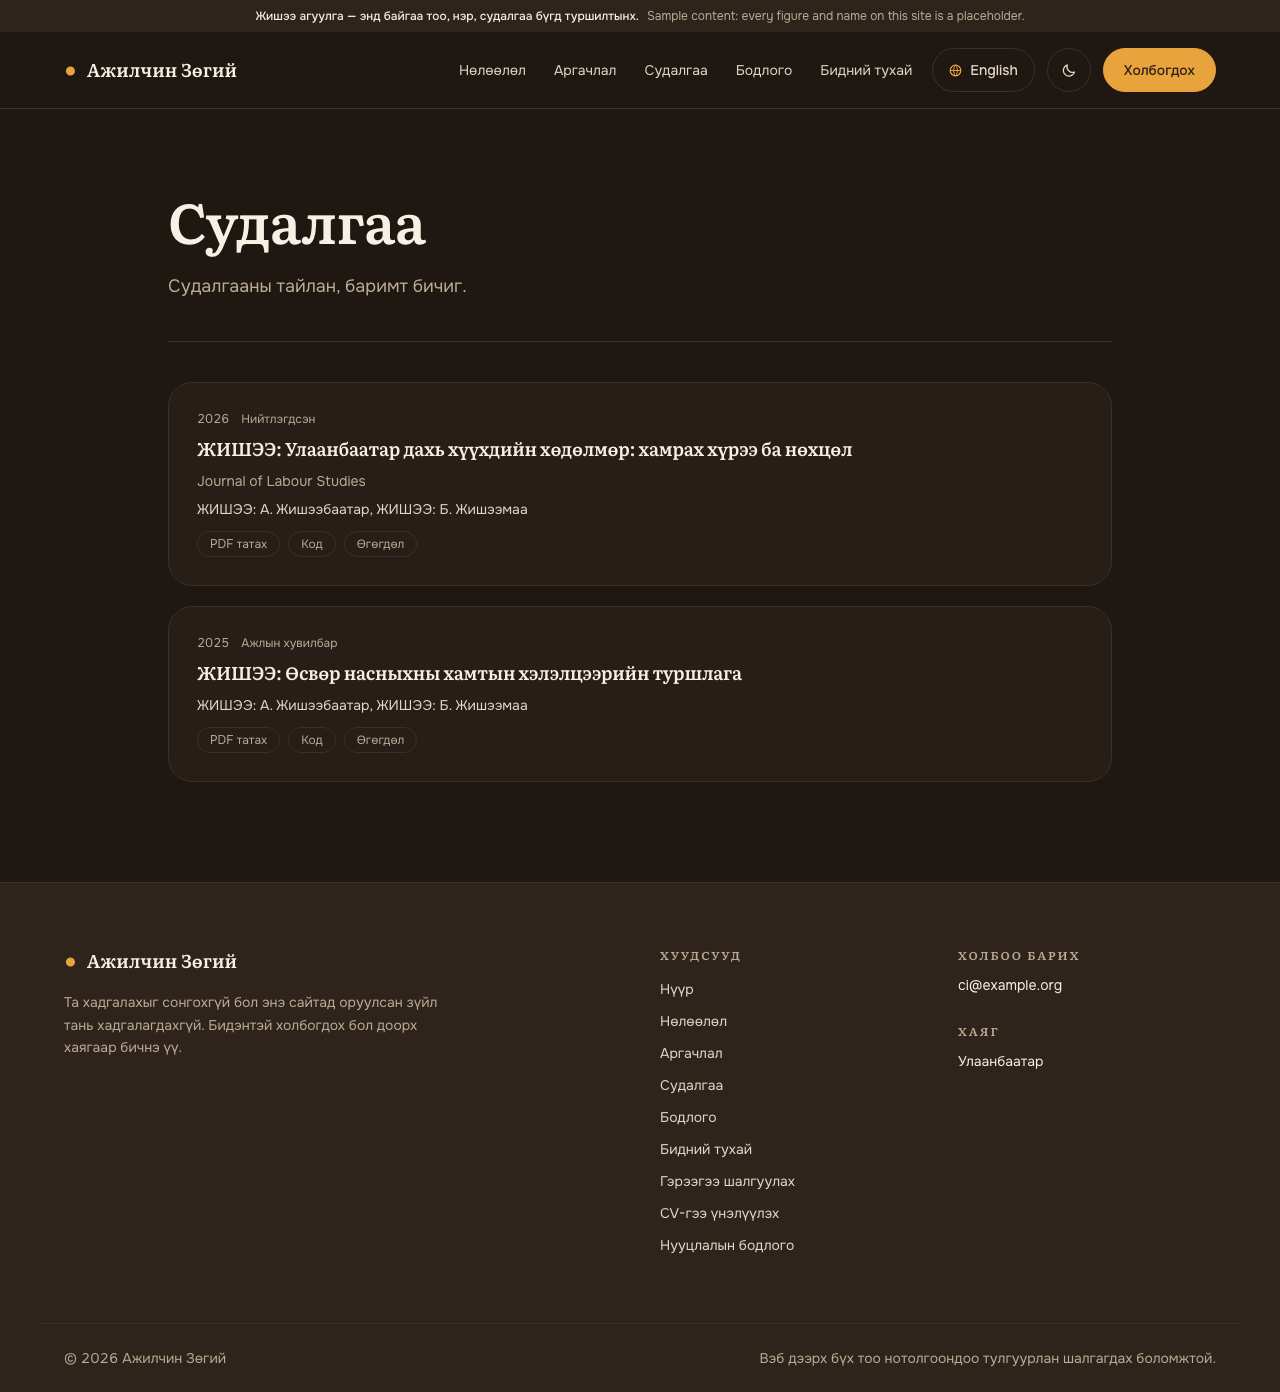 Жишээ агуулга — энд байгаа тоо, нэр, судалгаа бүгд туршилтынх. Sample content: every figure and name on this site is a placeholder.
Ажилчин Зөгий
Нөлөөлөл
Аргачлал
Судалгаа
Бодлого
Бидний тухай
English
Холбогдох
Судалгаа
Судалгааны тайлан, баримт бичиг.
2026 Нийтлэгдсэн
ЖИШЭЭ: Улаанбаатар дахь хүүхдийн хөдөлмөр: хамрах хүрээ ба нөхцөл
Journal of Labour Studies
ЖИШЭЭ: А. Жишээбаатар, ЖИШЭЭ: Б. Жишээмаа
PDF татах
Код
Өгөгдөл
2025 Ажлын хувилбар
ЖИШЭЭ: Өсвөр насныхны хамтын хэлэлцээрийн туршлага
ЖИШЭЭ: А. Жишээбаатар, ЖИШЭЭ: Б. Жишээмаа
PDF татах
Код
Өгөгдөл
Ажилчин Зөгий
Та хадгалахыг сонгохгүй бол энэ сайтад оруулсан зүйл
тань хадгалагдахгүй. Бидэнтэй холбогдох бол доорх
хаягаар бичнэ үү.
ХУУДСУУД
Нүүр
Нөлөөлөл
Аргачлал
Судалгаа
Бодлого
Бидний тухай
Гэрээгээ шалгуулах
CV-гээ үнэлүүлэх
Нууцлалын бодлого
ХОЛБОО БАРИХ
ci@example.org
ХАЯГ
Улаанбаатар
© 2026 Ажилчин Зөгий
Вэб дээрх бүх тоо нотолгоондоо тулгуурлан шалгагдах боломжтой.